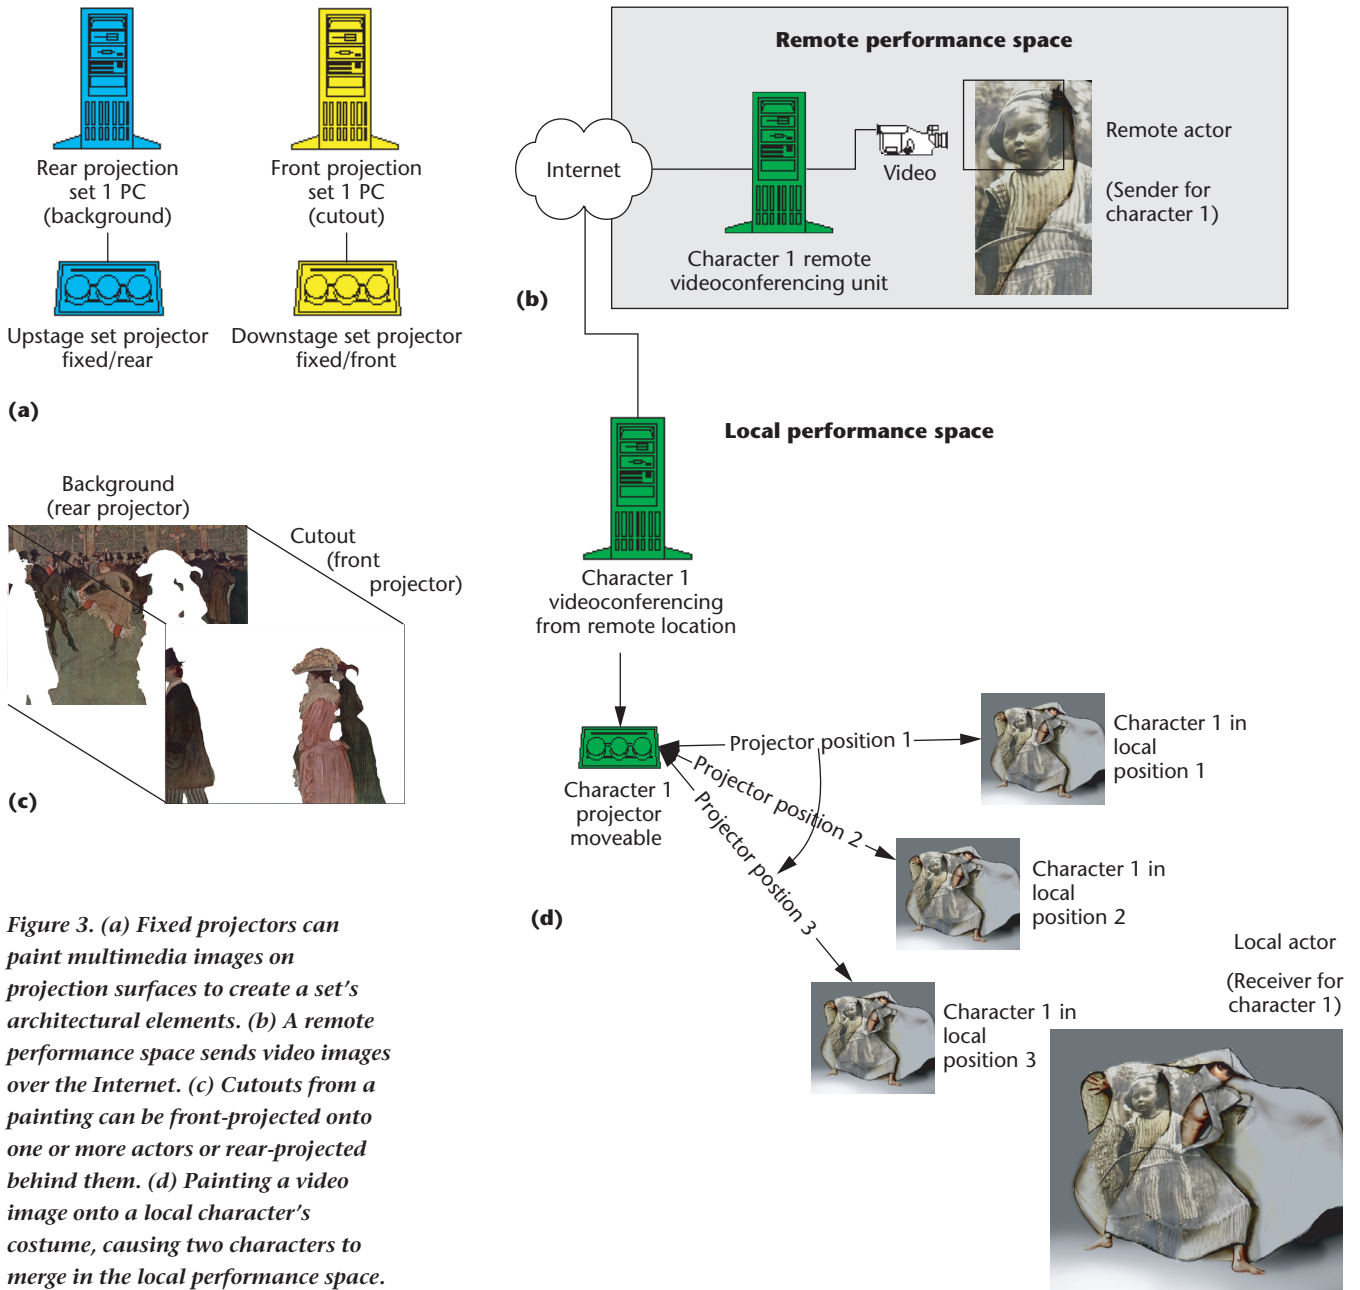 Rear projection
set 1 PC
(background)
Front projection
set 1 PC
(cutout)
Upstage set projector
fixed/rear
Downstage set projector
fixed/front
(a)
Remote performance space
Internet
Video
Remote actor
(Sender for
character 1)
Character 1 remote
videoconferencing unit
(b)
Local performance space
Character 1
videoconferencing
from remote location
Background
(rear projector)
Cutout
(front
projector)
(c)
Character 1
projector
moveable
Projector position 1
Projector position 2
Projector postion 3
Character 1 in
local
position 1
Character 1 in
local
position 2
Character 1 in
local
position 3
(d)
Local actor
(Receiver for
character 1)
Figure 3. (a) Fixed projectors can
paint multimedia images on
projection surfaces to create a set's
architectural elements. (b) A remote
performance space sends video images
over the Internet. (c) Cutouts from a
painting can be front-projected onto
one or more actors or rear-projected
behind them. (d) Painting a video
image onto a local character's
costume, causing two characters to
merge in the local performance space.